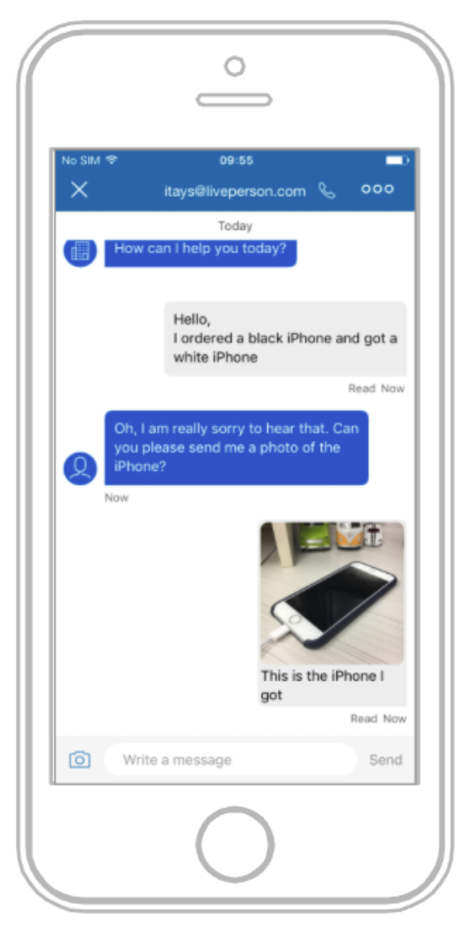 No SIM 09:55
itays@liveperson.com
Today
How can I help you today?
Hello,
I ordered a black iPhone and got a
white iPhone
Read Now
Oh, I am really sorry to hear that. Can
you please send me a photo of the
iPhone?
Now
This is the iPhone I
got
Read Now
Write a message Send